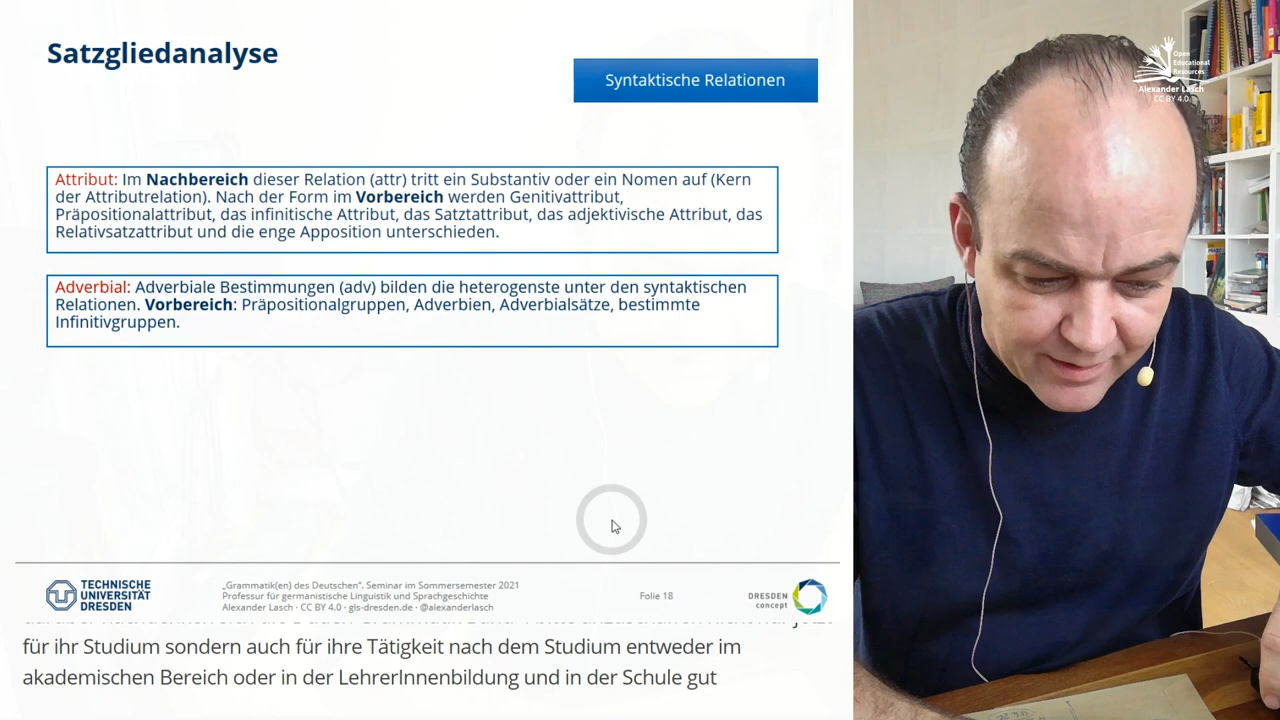 Satzgliedanalyse
Syntaktische Relationen
Attribut: Im Nachbereich dieser Relation (attr) tritt ein Substantiv oder ein Nomen auf (Kern
der Attributrelation). Nach der Form im Vorbereich werden Genitivattribut,
Präpositionalattribut, das infinitische Attribut, das Satztattribut, das adjektivische Attribut, das
Relativsatzattribut und die enge Apposition unterschieden.
Adverbial: Adverbiale Bestimmungen (adv) bilden die heterogenste unter den syntaktischen
Relationen. Vorbereich: Präpositionalgruppen, Adverbien, Adverbialsätze, bestimmte
Infinitivgruppen.
TECHNISCHE
UNIVERSITÄT
DRESDEN
„Grammatik(en) des Deutschen". Seminar im Sommersemester 2021
Professur für germanistische Linguistik und Sprachgeschichte
Alexander Lasch · CC BY 4.0 · gls-dresden.de · @alexanderlasch
Folie 18
DRESDEN
concept
für ihr Studium sondern auch für ihre Tätigkeit nach dem Studium entweder im
akademischen Bereich oder in der LehrerInnenbildung und in der Schule gut
Open
Educational
Resources
Alexander Lasch
CC BY 4.0